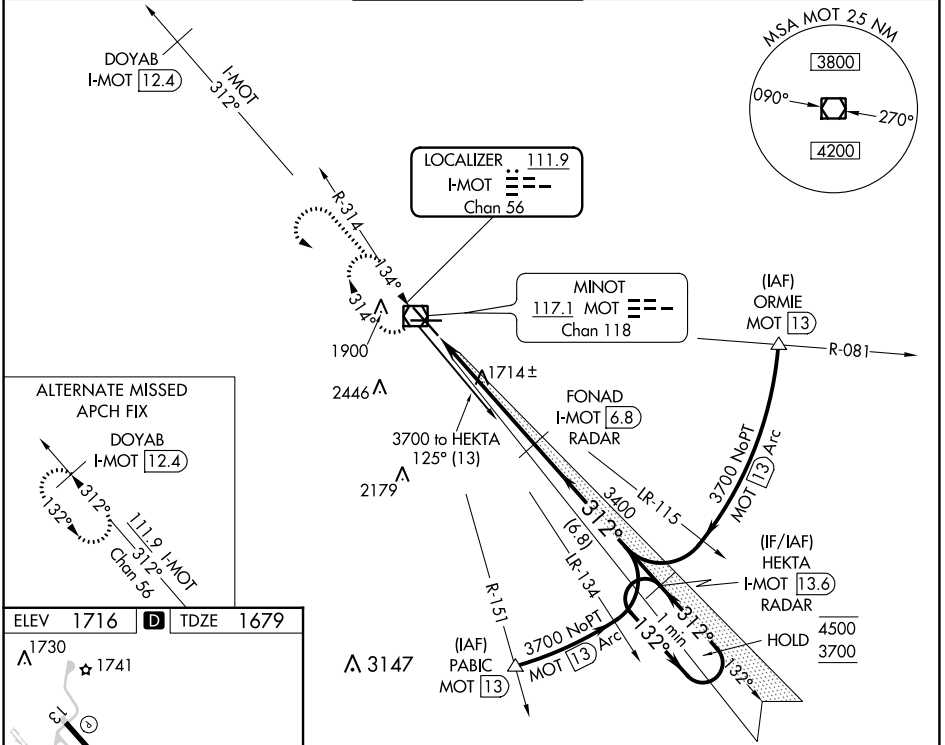 DOYAB
I-MOT 12.4
I-MOT
312°
MSA MOT 25 NM
3800
090°
270°
4200
LOCALIZER 111.9
I-MOT
Chan 56
R-314
134°
314°
MINOT
117.1 MOT
Chan 118
(IAF)
ORMIE
MOT 13
R-081
1900
2446
1714±
3700 to HEKTA
125° (13)
2179
FONAD
I-MOT 6.8
RADAR
3700 NoPT
MOT 13 Arc
LR-115
3400
312°
(6.8)
LR-134
R-151
(IF/IAF)
HEKTA
I-MOT 13.6
RADAR
HOLD
4500
3700
1 min
312°
132°
132°
3700 NoPT
MOT 13 Arc
(IAF)
PABIC
MOT 13
3147
ALTERNATE MISSED
APCH FIX
DOYAB
I-MOT 12.4
312°
132°
111.9 I-MOT
312°
Chan 56
ELEV 1716 D TDZE 1679
1730
1741
13
P